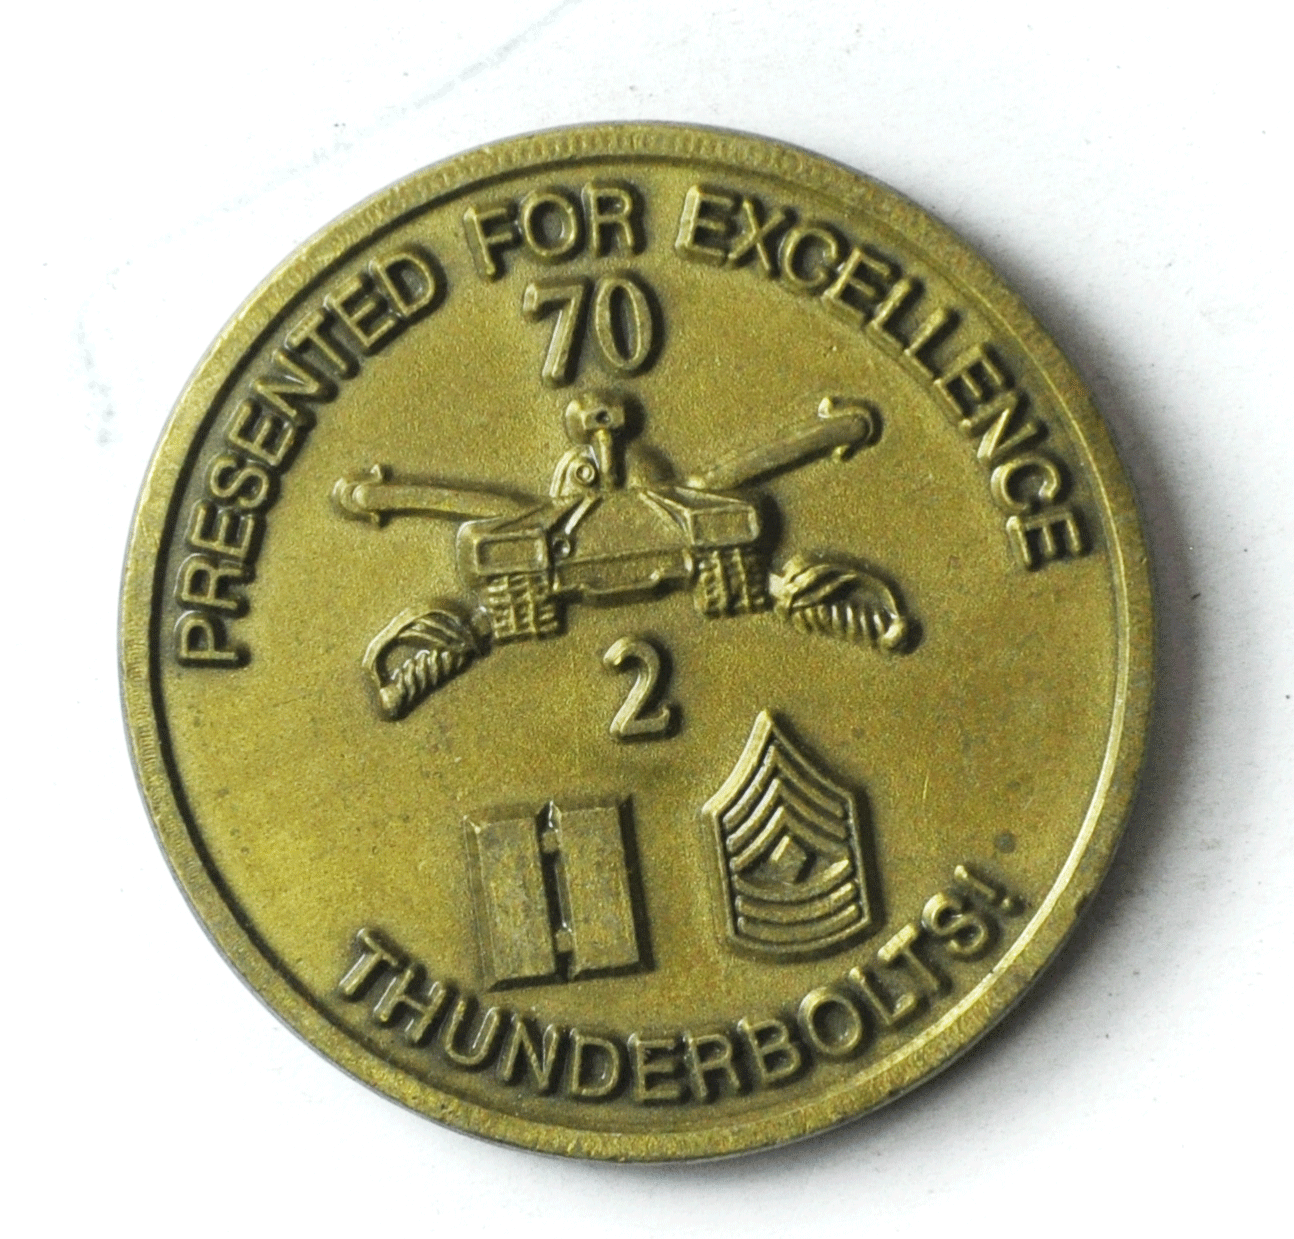 PRESENTED FOR EXCELLENCE
70
2
THUNDERBOLTS!